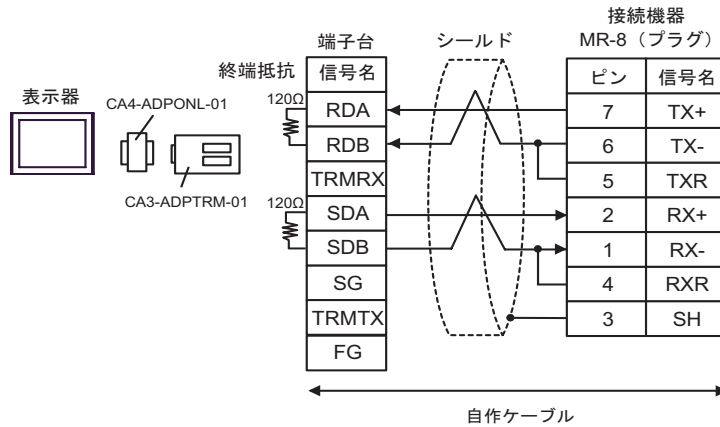 接続機器
MR-8（プラグ）
端子台
シールド
終端抵抗
信号名
ピン
信号名
表示器
CA4-ADPONL-01
120Ω
RDA
7
TX+
RDB
6
TX-
TRMRX
5
TXR
CA3-ADPTRM-01
120Ω
SDA
2
RX+
SDB
1
RX-
SG
4
RXR
TRMTX
3
SH
FG
自作ケーブル